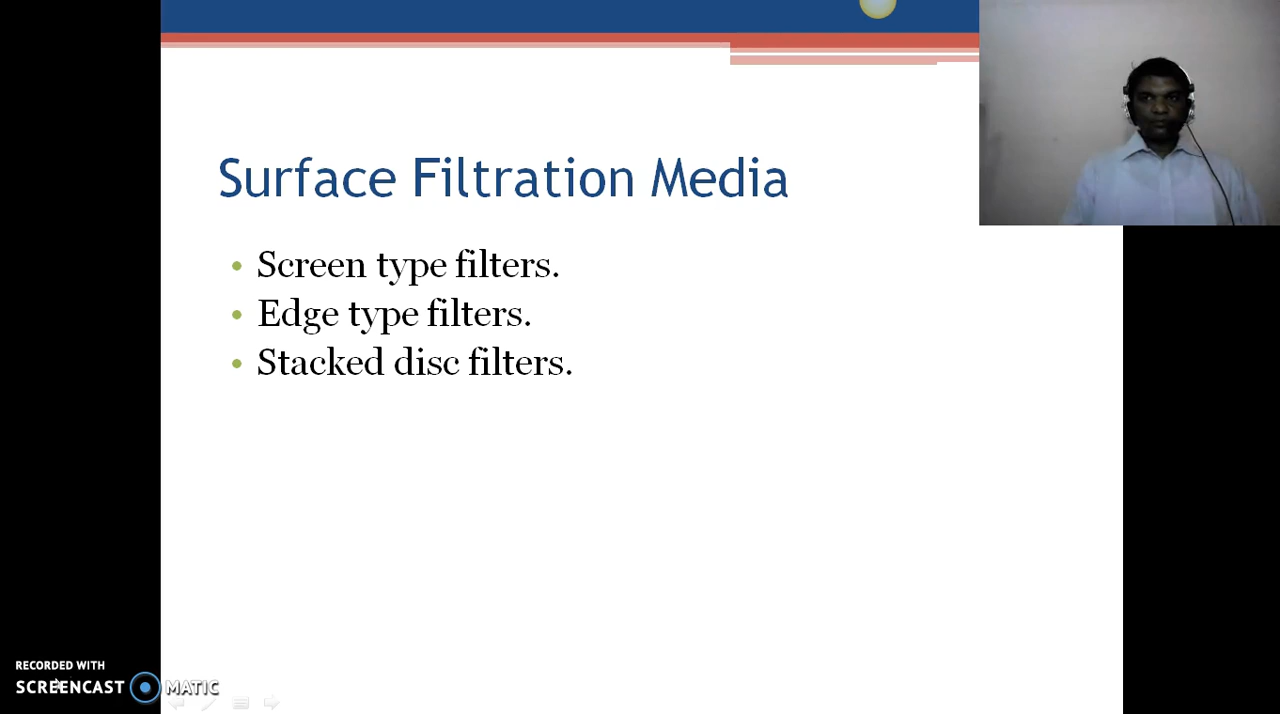 Surface Filtration Media
• Screen type filters.
• Edge type filters.
• Stacked disc filters.
RECORDED WITH
SCREENCAST MATIC